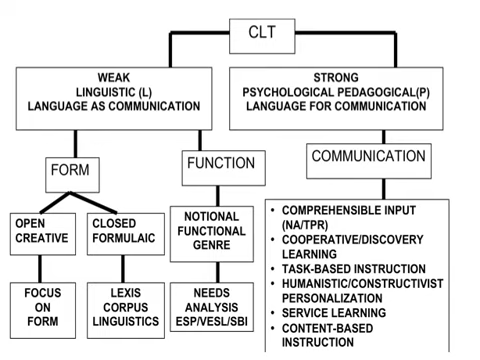 CLT
WEAK
LINGUISTIC (L)
LANGUAGE AS COMMUNICATION
STRONG
PSYCHOLOGICAL PEDAGOGICAL(P)
LANGUAGE FOR COMMUNICATION
FORM
FUNCTION
COMMUNICATION
OPEN
CREATIVE
CLOSED
FORMULAIC
NOTIONAL
FUNCTIONAL
GENRE
FOCUS
ON
FORM
LEXIS
CORPUS
LINGUISTICS
NEEDS
ANALYSIS
ESP/VESL/SBI
• COMPREHENSIBLE INPUT
(NA/TPR)
• COOPERATIVE/DISCOVERY
LEARNING
• TASK-BASED INSTRUCTION
• HUMANISTIC/CONSTRUCTIVIST
PERSONALIZATION
• SERVICE LEARNING
• CONTENT-BASED
INSTRUCTION